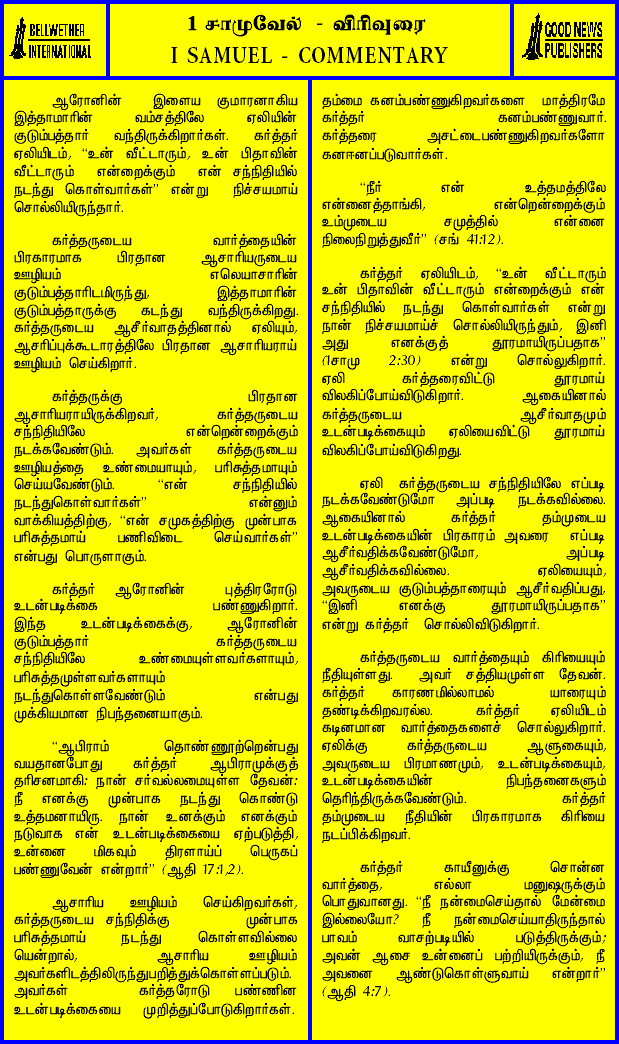 BELLWETHER
INTERNATIONAL
1 சாமுவேல் - விரிவுரை
I SAMUEL - COMMENTARY
GOOD NEWS
PUBLISHERS
ஆரோனின் இளைய குமாரனாகிய
இத்தாமாரின் வம்சத்திலே ஏலியின்
குடும்பத்தார் வந்திருக்கிறார்கள். கர்த்தர்
ஏலியிடம், “உன் வீட்டாரும், உன் பிதாவின்
வீட்டாரும் என்றைக்கும் என் சந்நிதியில்
நடந்து கொள்வார்கள்” என்று நிச்சயமாய்
சொல்லியிருந்தார்.
கர்த்தருடைய வார்த்தையின்
பிரகாரமாக பிரதான ஆசாரியருடைய
ஊழியம் எலெயாசாரின்
குடும்பத்தாரிடமிருந்து, இத்தாமாரின்
குடும்பத்தாருக்கு கடந்து வந்திருக்கிறது.
கர்த்தருடைய ஆசீர்வாதத்தினால் ஏலியும்,
ஆசரிப்புக்கூடாரத்திலே பிரதான ஆசாரியராய்
ஊழியம் செய்கிறார்.
கர்த்தருக்கு பிரதான
ஆசாரியராயிருக்கிறவர், கர்த்தருடைய
சந்நிதியிலே என்றென்றைக்கும்
நடக்கவேண்டும். அவர்கள் கர்த்தருடைய
ஊழியத்தை உண்மையாயும், பரிசுத்தமாயும்
செய்யவேண்டும். “என் சந்நிதியில்
நடந்துகொள்வார்கள்” என்னும்
வாக்கியத்திற்கு, “என் சமுகத்திற்கு முன்பாக
பரிசுத்தமாய் பணிவிடை செய்வார்கள்”
என்பது பொருளாகும்.
கர்த்தர் ஆரோனின் புத்திரரோடு
உடன்படிக்கை பண்ணுகிறார்.
இந்த உடன்படிக்கைக்கு, ஆரோனின்
குடும்பத்தார் கர்த்தருடைய
சந்நிதியிலே உண்மையுள்ளவர்களாயும்,
பரிசுத்தமுள்ளவர்களாயும்
நடந்துகொள்ளவேண்டும் என்பது
முக்கியமான நிபந்தனையாகும்.
“ஆபிராம் தொண்ணூற்றொன்பது
வயதானபோது கர்த்தர் ஆபிராமுக்குத்
தரிசனமாகி: நான் சர்வல்லமையுள்ள தேவன்;
நீ எனக்கு முன்பாக நடந்து கொண்டு
உத்தமனாயிரு. நான் உனக்கும் எனக்கும்
நடுவாக என் உடன்படிக்கையை ஏற்படுத்தி,
உன்னை மிகவும் திரளாய்ப் பெருகப்
பண்ணுவேன் என்றார்” (ஆதி 17:1,2).
ஆசாரிய ஊழியம் செய்கிறவர்கள்,
கர்த்தருடைய சந்நிதிக்கு முன்பாக
பரிசுத்தமாய் நடந்து கொள்ளவில்லை
யென்றால், ஆசாரிய ஊழியம்
அவர்களிடத்திலிருந்துபறித்துக்கொள்ளப்படும்.
அவர்கள் கர்த்தரோடு பண்ணின
உடன்படிக்கையை முறித்துப்போடுகிறார்கள்.
தம்மை கனம்பண்ணுகிறவர்களை மாத்திரமே
கர்த்தர் கனம்பண்ணுவார்.
கர்த்தரை அசட்டைபண்ணுகிறவர்களோ
கனஈனப்படுவார்கள்.
“நீர் என் உத்தமத்திலே
என்னைத்தாங்கி, என்றென்றைக்கும்
உம்முடைய சமுத்தில் என்னை
நிலைநிறுத்துவீர்” (சங் 41:12).
கர்த்தர் ஏலியிடம், “உன் வீட்டாரும்
உன் பிதாவின் வீட்டாரும் என்றைக்கும் என்
சந்நிதியில் நடந்து கொள்வார்கள் என்று
நான் நிச்சயமாய்ச் சொல்லியிருந்தும், இனி
அது எனக்குத் தூரமாயிருப்பதாக”
(1சாமு 2:30) என்று சொல்லுகிறார்.
ஏலி கர்த்தரைவிட்டு தூரமாய்
விலகிப்போய்விடுகிறார். ஆகையினால்
கர்த்தருடைய ஆசீர்வாதமும்
உடன்படிக்கையும் ஏலியைவிட்டு தூரமாய்
விலகிப்போய்விடுகிறது.
ஏலி கர்த்தருடைய சந்நிதியிலே எப்படி
நடக்கவேண்டுமோ அப்படி நடக்கவில்லை.
ஆகையினால் கர்த்தர் தம்முடைய
உடன்படிக்கையின் பிரகாரம் அவரை எப்படி
ஆசீர்வதிக்கவேண்டுமோ, அப்படி
ஆசீர்வதிக்கவில்லை. ஏலியையும்,
அவருடைய குடும்பத்தாரையும் ஆசீர்வதிப்பது,
“இனி எனக்கு தூரமாயிருப்பதாக”
என்று கர்த்தர் சொல்லிவிடுகிறார்.
கர்த்தருடைய வார்த்தையும் கிரியையும்
நீதியுள்ளது. அவர் சத்தியமுள்ள தேவன்.
கர்த்தர் காரணமில்லாமல் யாரையும்
தண்டிக்கிறவரல்ல. கர்த்தர் ஏலியிடம்
கடினமான வார்த்தைகளைச் சொல்லுகிறார்.
ஏலிக்கு கர்த்தருடைய ஆளுகையும்,
அவருடைய பிரமாணமும், உடன்படிக்கையும்,
உடன்படிக்கையின் நிபந்தனைகளும்
தெரிந்திருக்கவேண்டும். கர்த்தர்
தம்முடைய நீதியின் பிரகாரமாக கிரியை
நடப்பிக்கிறவர்.
கர்த்தர் காயீனுக்கு சொன்ன
வார்த்தை, எல்லா மனுஷருக்கும்
பொதுவானது. “நீ நன்மைசெய்தால் மேன்மை
இல்லையோ? நீ நன்மைசெய்யாதிருந்தால்
பாவம் வாசற்படியில் படுத்திருக்கும்;
அவன் ஆசை உன்னைப் பற்றியிருக்கும், நீ
அவனை ஆண்டுகொள்ளுவாய் என்றார்”
(ஆதி 4:7).